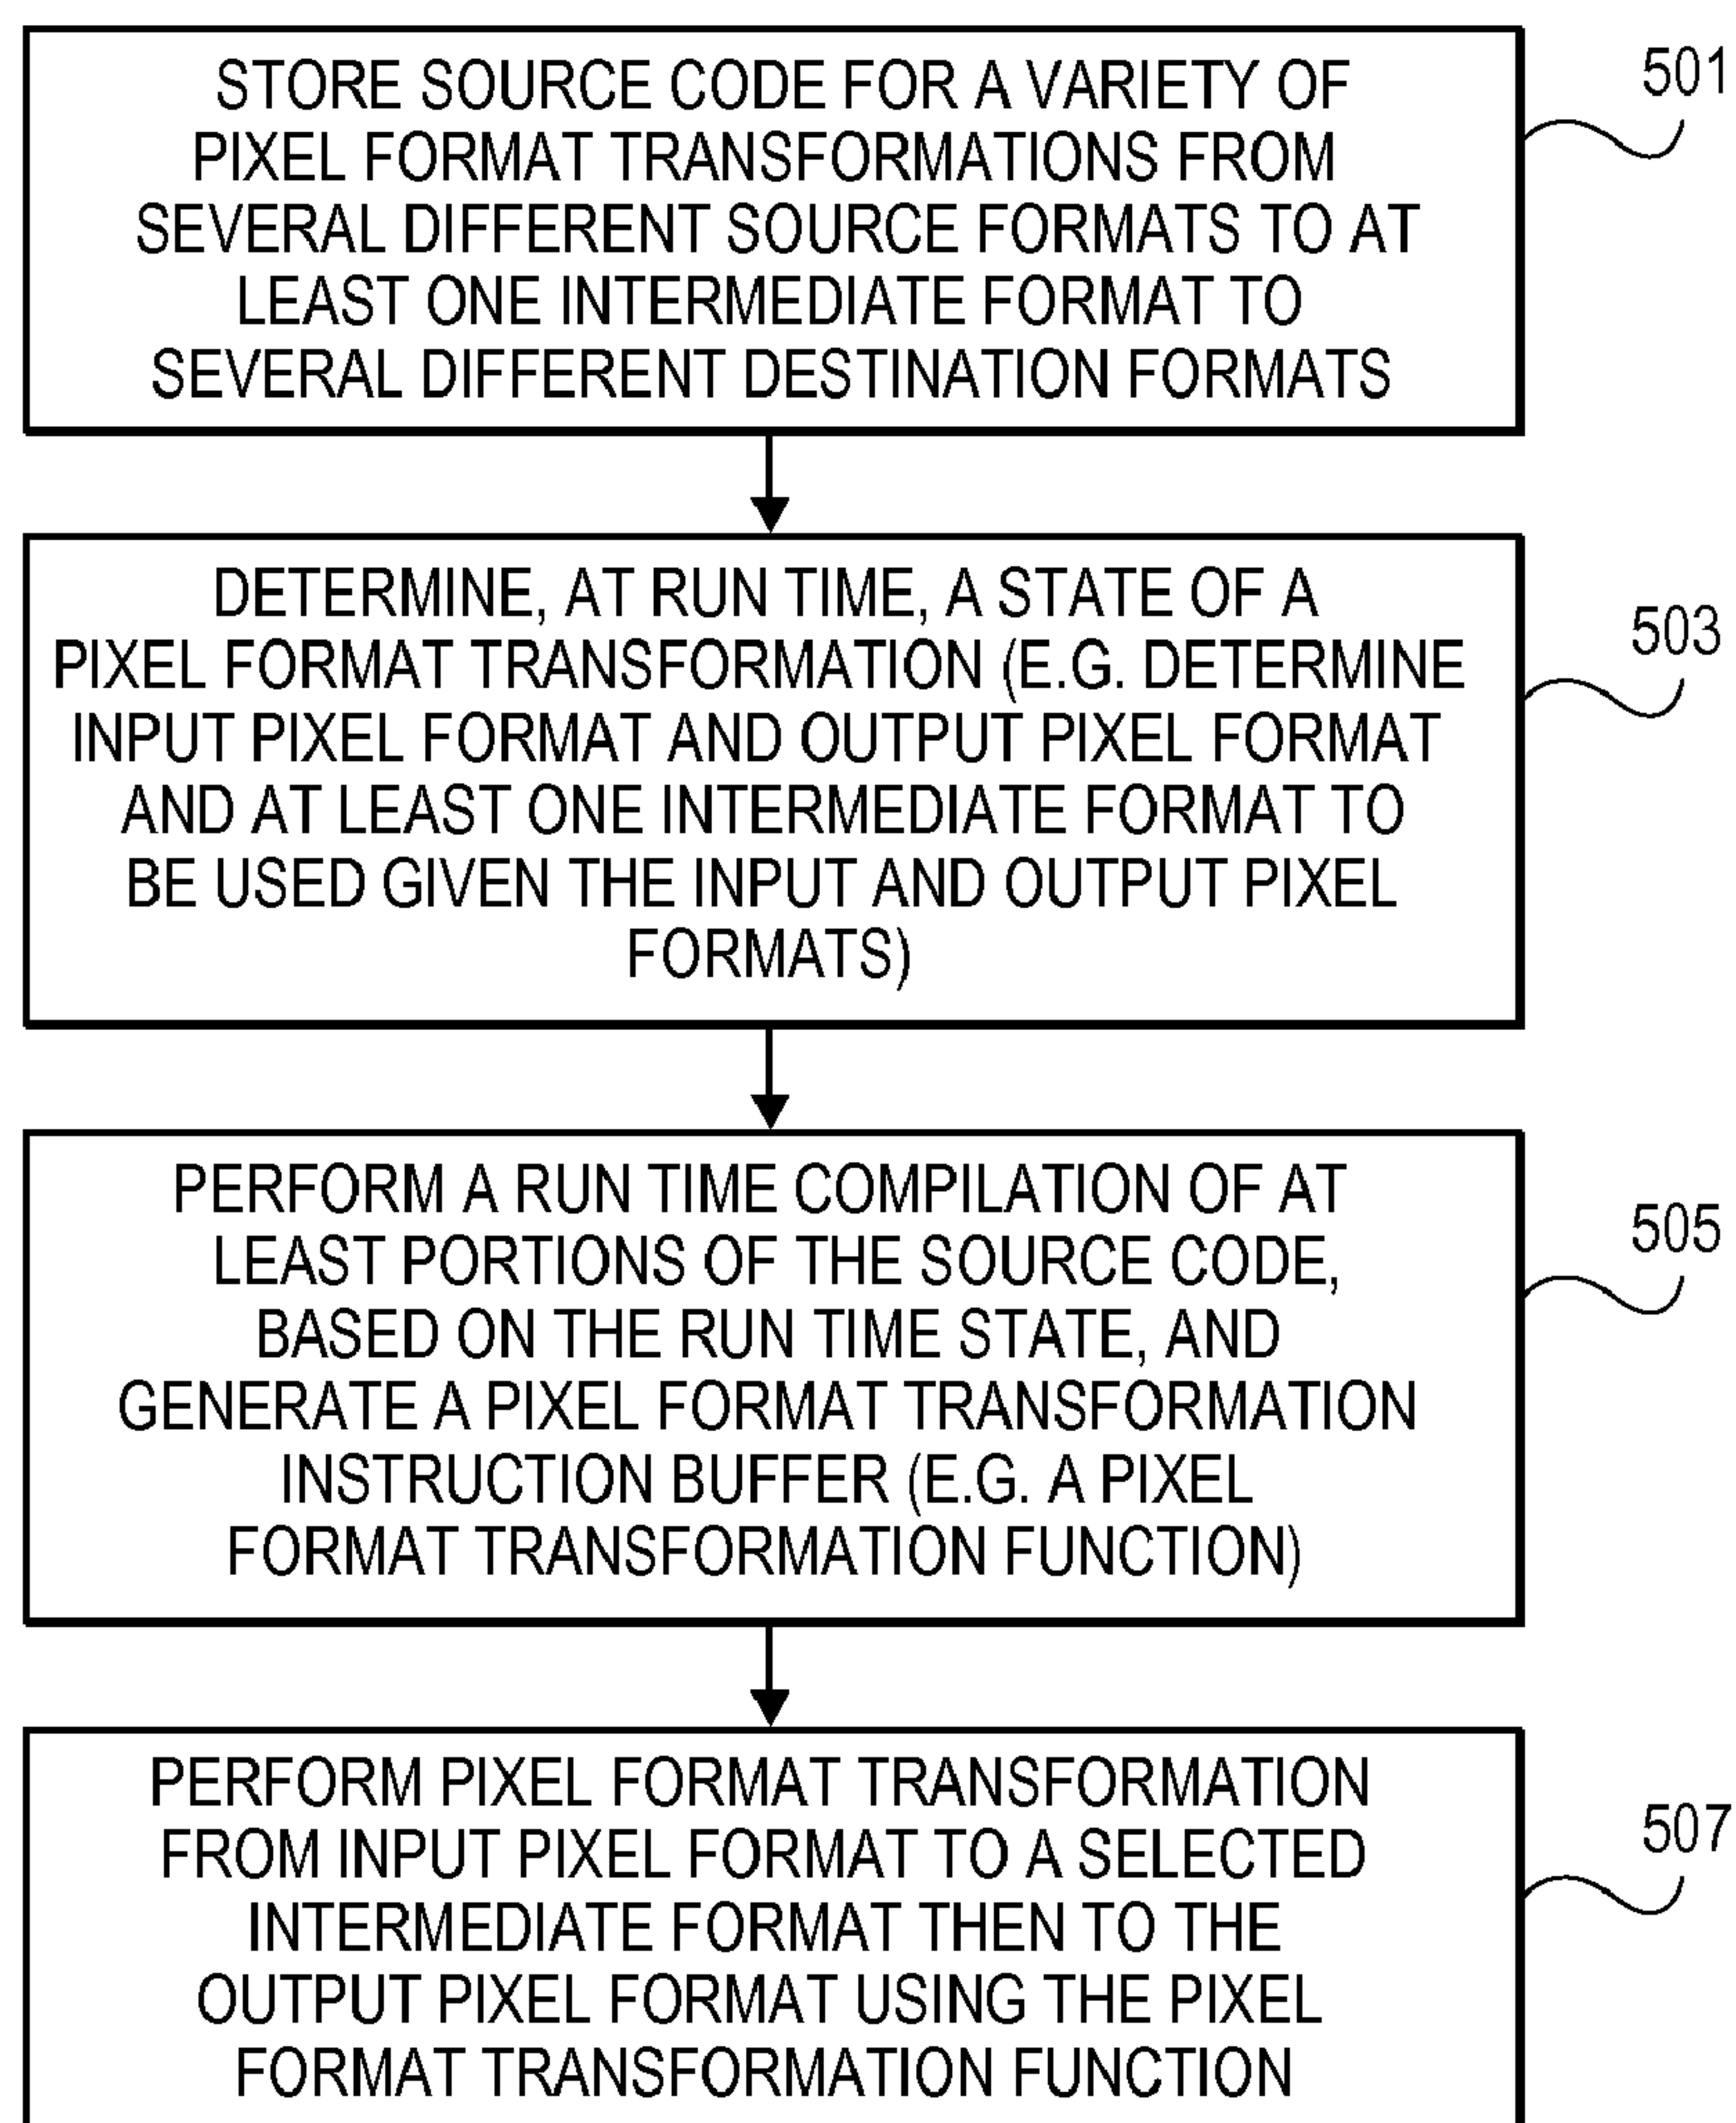 STORE SOURCE CODE FOR A VARIETY OF
PIXEL FORMAT TRANSFORMATIONS FROM
SEVERAL DIFFERENT SOURCE FORMATS TO AT
LEAST ONE INTERMEDIATE FORMAT TO
SEVERAL DIFFERENT DESTINATION FORMATS
501
DETERMINE, AT RUN TIME, A STATE OF A
PIXEL FORMAT TRANSFORMATION (E.G. DETERMINE
INPUT PIXEL FORMAT AND OUTPUT PIXEL FORMAT
AND AT LEAST ONE INTERMEDIATE FORMAT TO
BE USED GIVEN THE INPUT AND OUTPUT PIXEL
FORMATS)
503
PERFORM A RUN TIME COMPILATION OF AT
LEAST PORTIONS OF THE SOURCE CODE,
BASED ON THE RUN TIME STATE, AND
GENERATE A PIXEL FORMAT TRANSFORMATION
INSTRUCTION BUFFER (E.G. A PIXEL
FORMAT TRANSFORMATION FUNCTION)
505
PERFORM PIXEL FORMAT TRANSFORMATION
FROM INPUT PIXEL FORMAT TO A SELECTED
INTERMEDIATE FORMAT THEN TO THE
OUTPUT PIXEL FORMAT USING THE PIXEL
FORMAT TRANSFORMATION FUNCTION
507